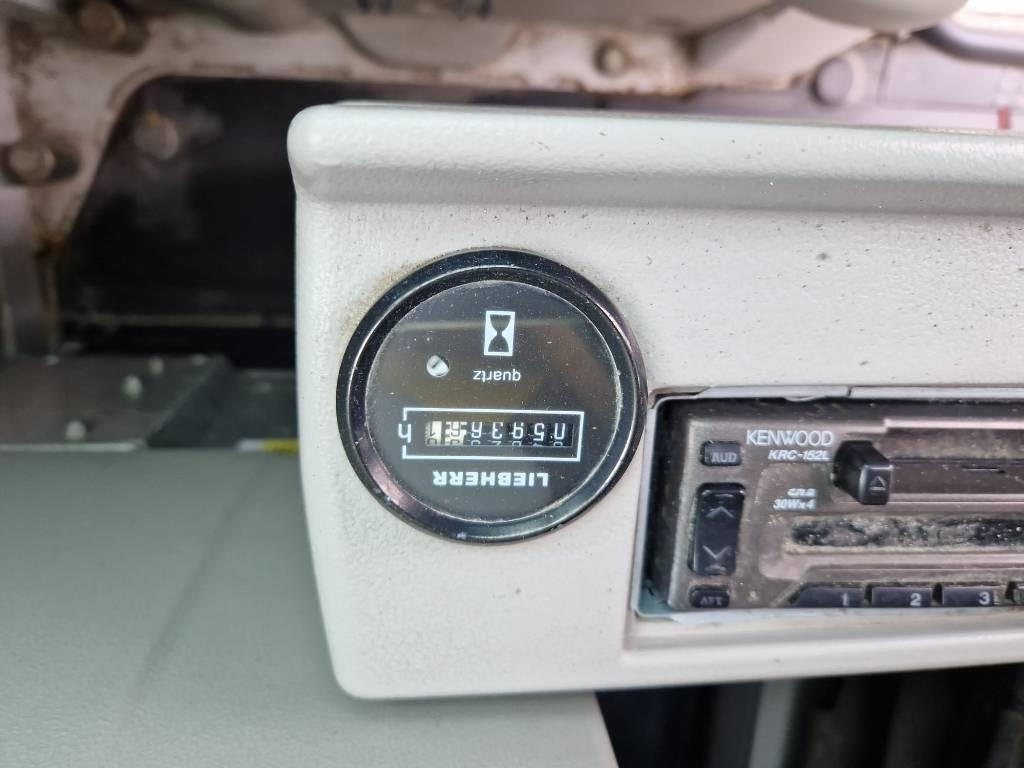 LIEBHERR
h
quartz
KENWOOD
KRC-152L
AUD
30Wx4
ATT
1 2 3